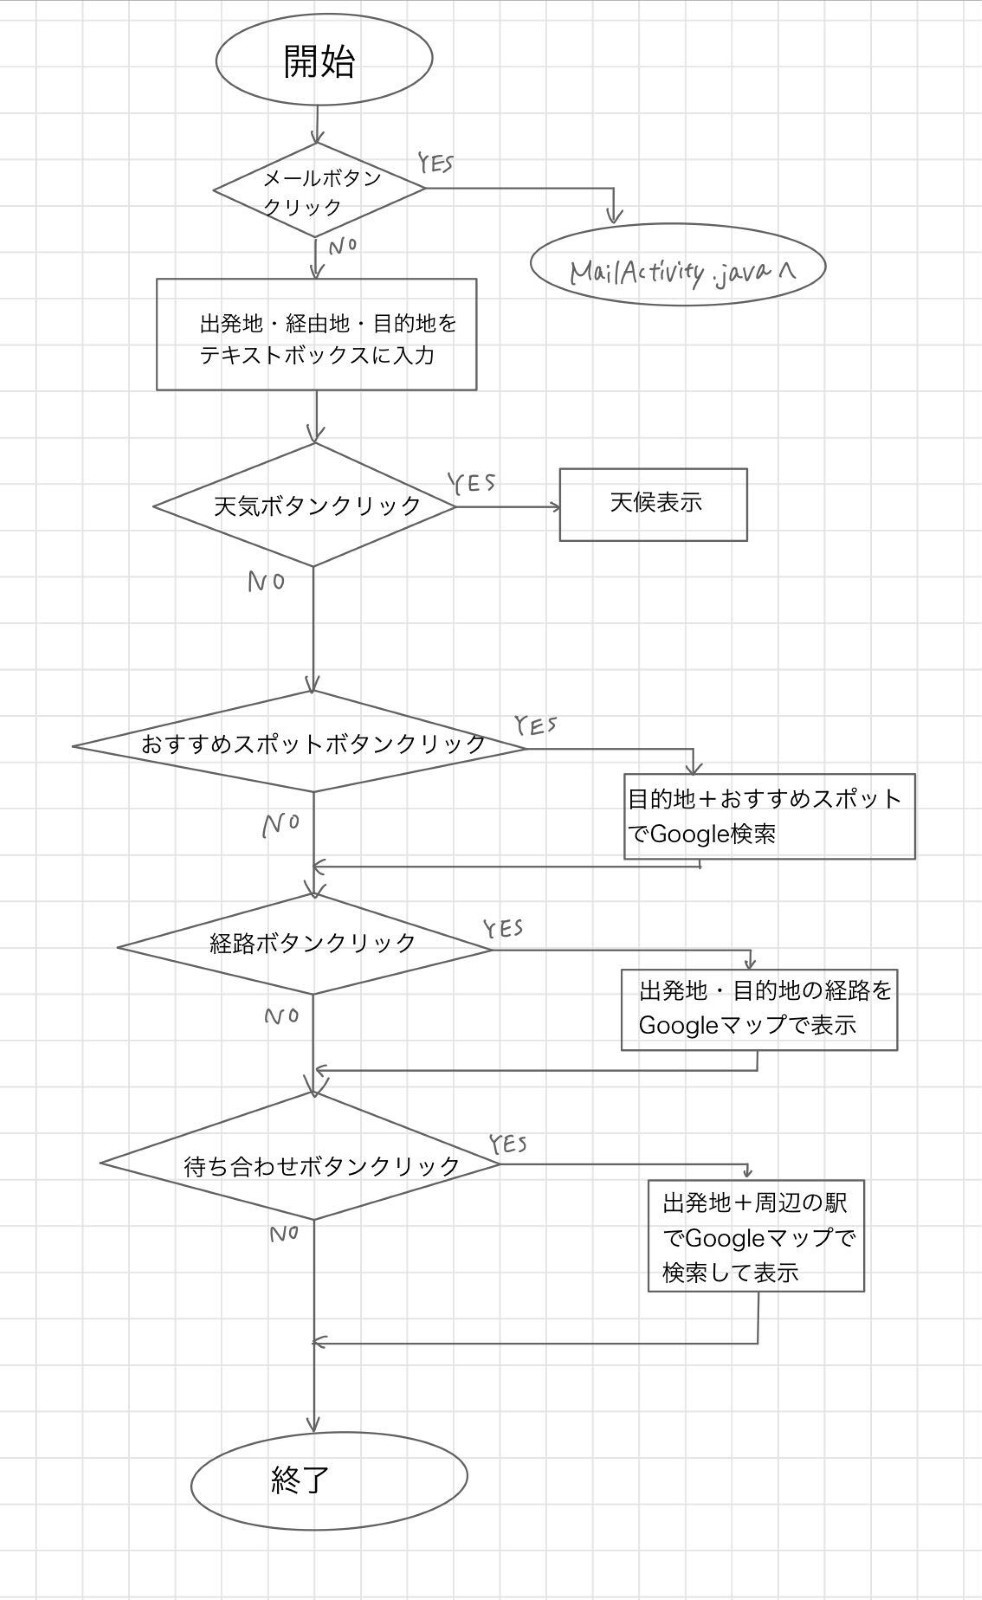 開始
メールボタン
クリック
YES
NO
MailActivity.javaへ
出発地・経由地・目的地を
テキストボックスに入力
天気ボタンクリック
YES
天候表示
NO
おすすめスポットボタンクリック
YES
目的地＋おすすめスポット
でGoogle検索
NO
経路ボタンクリック
YES
出発地・目的地の経路を
Googleマップで表示
NO
待ち合わせボタンクリック
YES
出発地＋周辺の駅
でGoogleマップで
検索して表示
NO
終了